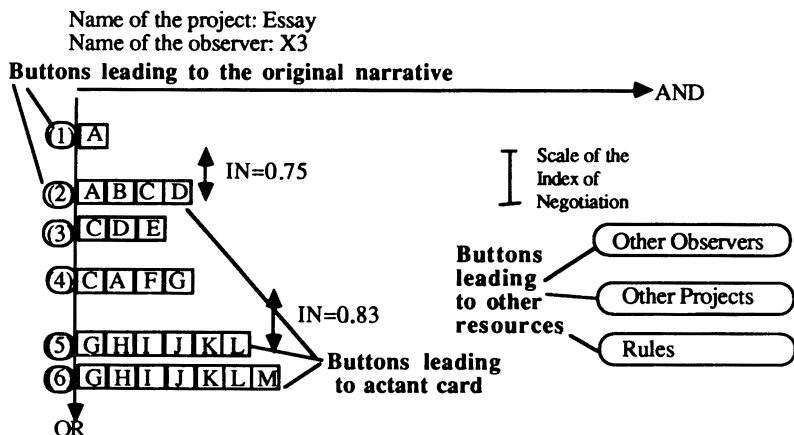 Name of the project: Essay
Name of the observer: X3
Buttons leading to the original narrative
AND
(1) A
IN=0.75
Scale of the
Index of
Negotiation
(2) A B C D
(3) C D E
Other Observers
Buttons
leading
to other
resources
(4) C A F G
Other Projects
IN=0.83
(5) G H I J K L
Rules
Buttons leading
to actant card
(6) G H I J K L M
OR